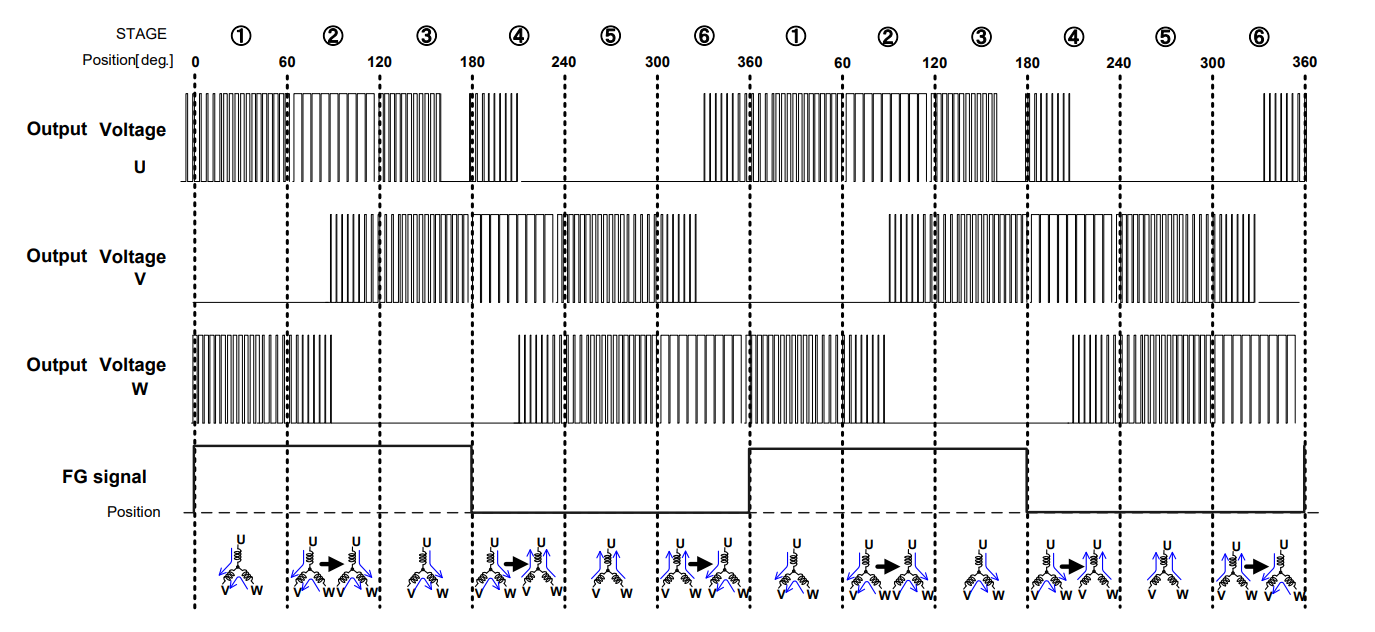 STAGE ① ② ③ ④ ⑤ ⑥ ① ② ③ ④ ⑤ ⑥
Position[deg.] 0 60 120 180 240 300 360 60 120 180 240 300 360
Output Voltage
U
Output Voltage
V
Output Voltage
W
FG signal
Position
U U U U U U U U U U U U U U U U U U
V W V W V W V W V W V W V W V W V W V W V W V W V W V W V W V W V W V W